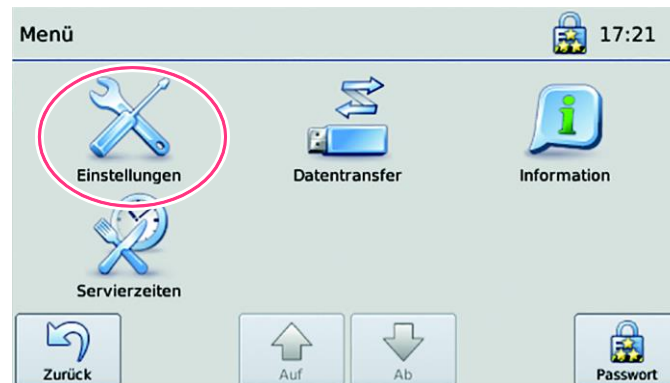 Menü
17:21
Einstellungen
Datentransfer
Information
Servierzeiten
Zurück
Auf
Ab
Passwort